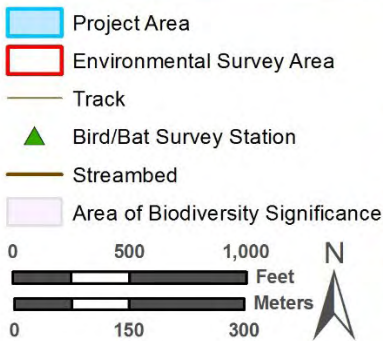 Project Area
Environmental Survey Area
Track
Bird/Bat Survey Station
Streambed
Area of Biodiversity Significance
0 500 1,000 N
Feet
Meters
0 150 300